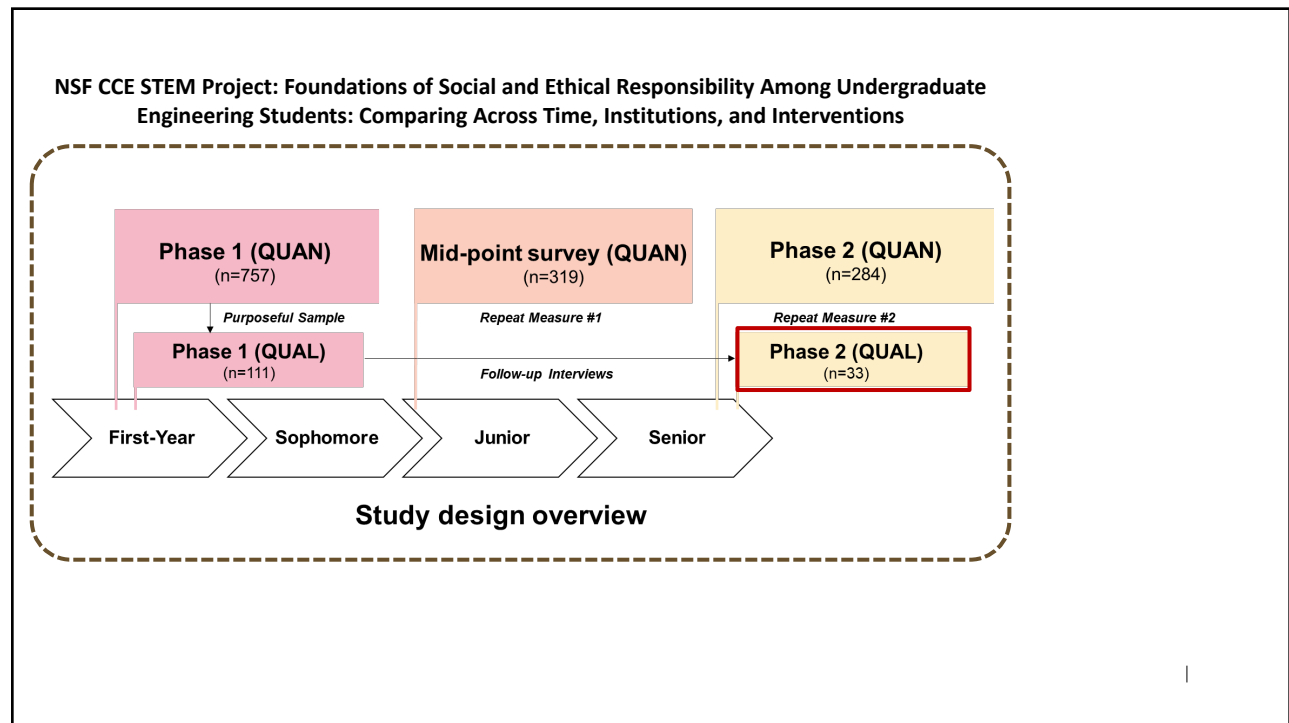 NSF CCE STEM Project: Foundations of Social and Ethical Responsibility Among Undergraduate
Engineering Students: Comparing Across Time, Institutions, and Interventions
Phase 1 (QUAN)
(n=757)
Mid-point survey (QUAN)
(n=319)
Phase 2 (QUAN)
(n=284)
Purposeful Sample
Repeat Measure #1
Repeat Measure #2
Phase 1 (QUAL)
(n=111)
Follow-up Interviews
Phase 2 (QUAL)
(n=33)
First-Year
Sophomore
Junior
Senior
Study design overview